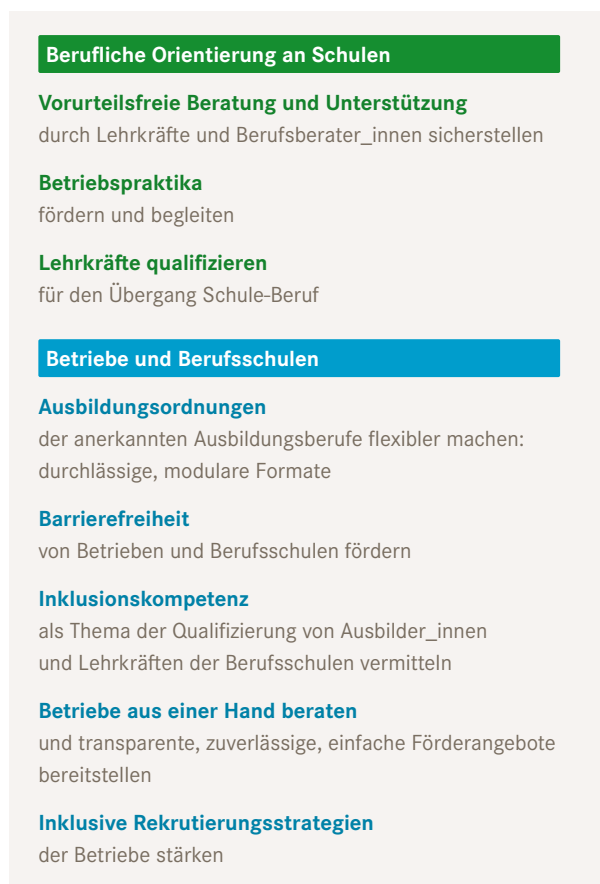 Berufliche Orientierung an Schulen
Vorurteilsfreie Beratung und Unterstützung
durch Lehrkräfte und Berufsberater_innen sicherstellen
Betriebspraktika
fördern und begleiten
Lehrkräfte qualifizieren
für den Übergang Schule-Beruf
Betriebe und Berufsschulen
Ausbildungsordnungen
der anerkannten Ausbildungsberufe flexibler machen:
durchlässige, modulare Formate
Barrierefreiheit
von Betrieben und Berufsschulen fördern
Inklusionskompetenz
als Thema der Qualifizierung von Ausbilder_innen
und Lehrkräften der Berufsschulen vermitteln
Betriebe aus einer Hand beraten
und transparente, zuverlässige, einfache Förderangebote
bereitstellen
Inklusive Rekrutierungsstrategien
der Betriebe stärken